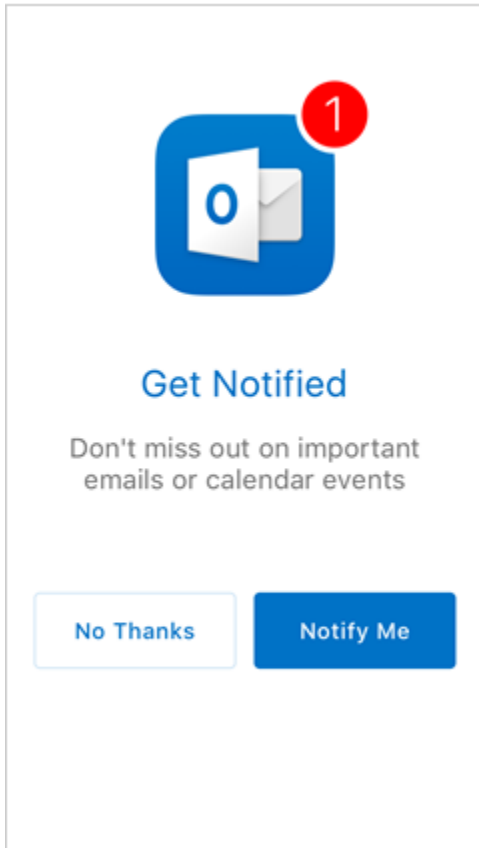 1
O
Get Notified
Don't miss out on important
emails or calendar events
No Thanks
Notify Me